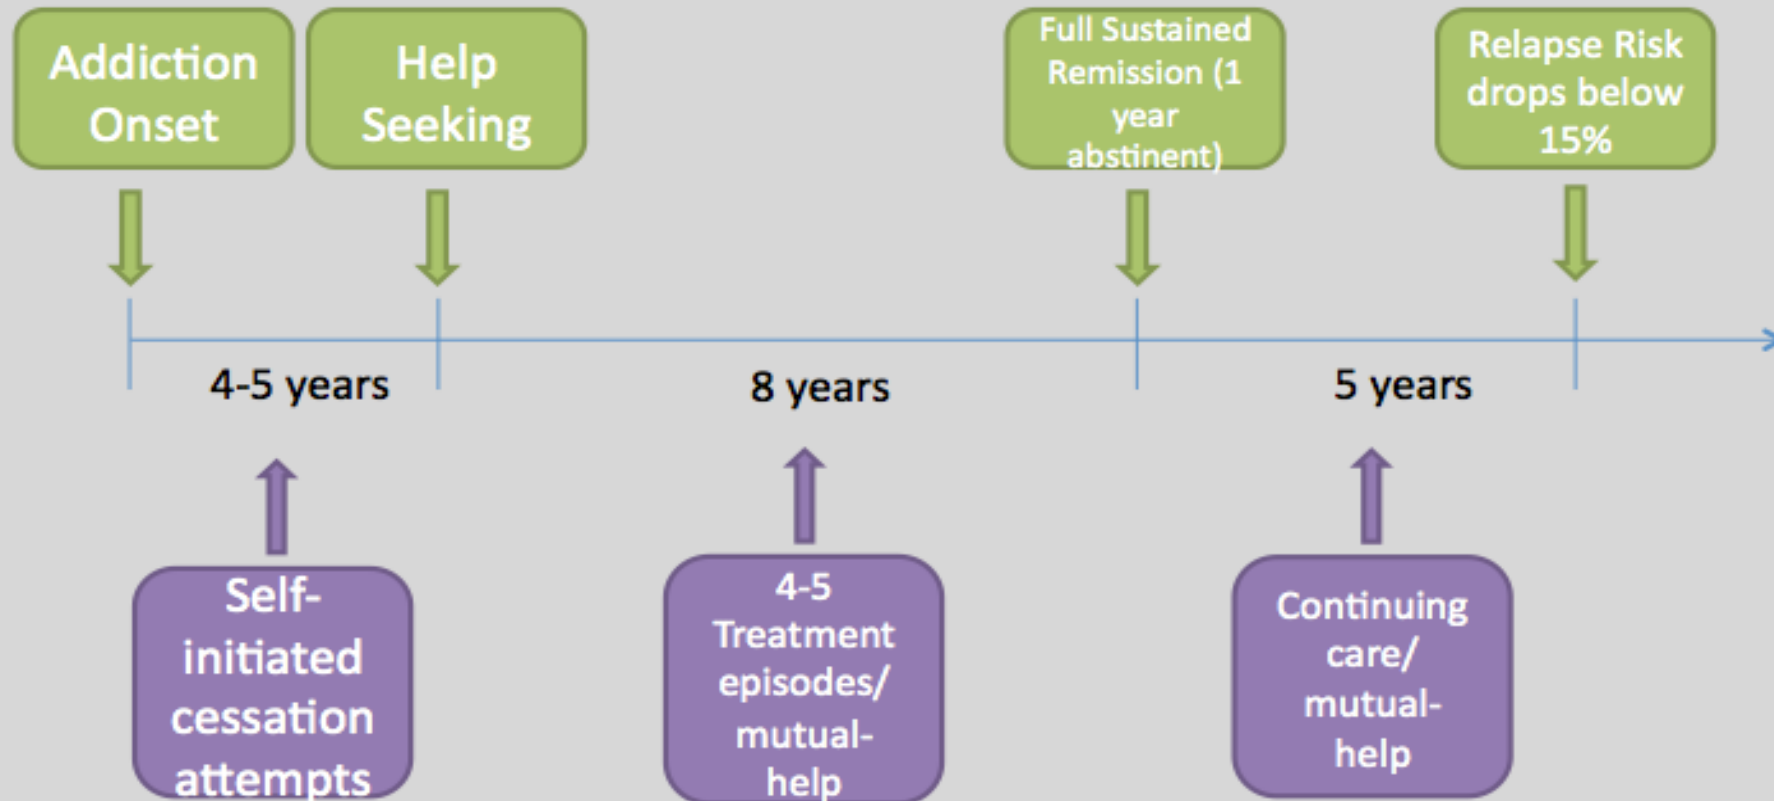 Addiction
Onset
Help
Seeking
Full Sustained
Remission (1
year
abstinent)
Relapse Risk
drops below
15%
4-5 years
8 years
5 years
Self-
initiated
cessation
attempts
4-5
Treatment
episodes/
mutual-
help
Continuing
care/
mutual-
help